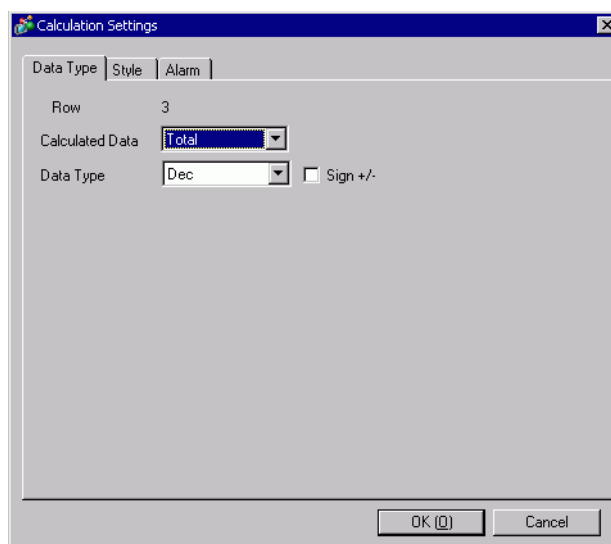 Calculation Settings
Data Type Style Alarm
Row 3
Calculated Data Total
Data Type Dec Sign +/-
OK (O) Cancel